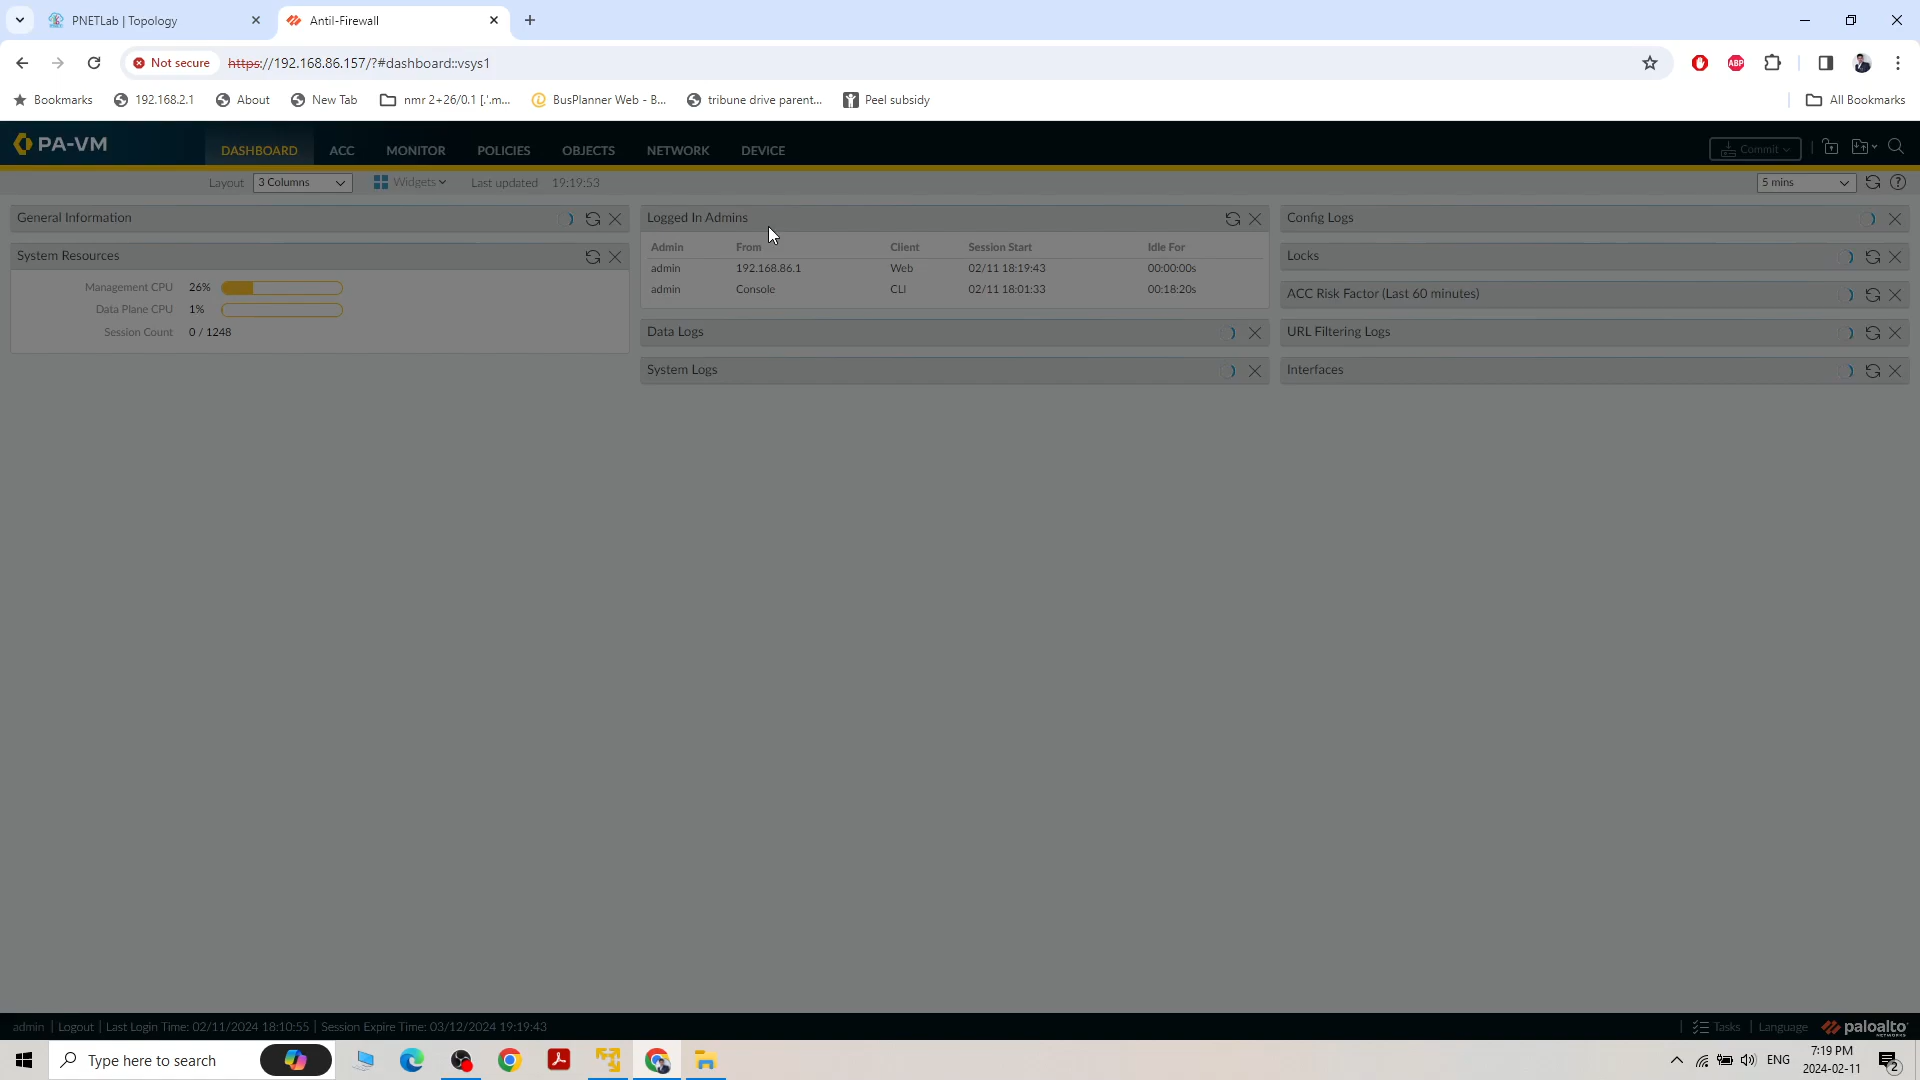 PNETLab | Topology
Antil-Firewall
Not secure
https://192.168.86.157/?#dashboard::vsys1
ABP
Bookmarks
192.168.2.1
About
New Tab
nmr 2+26/0.1 [.'.m...
BusPlanner Web - B...
tribune drive parent...
Peel subsidy
All Bookmarks
PA-VM
DASHBOARD
ACC
MONITOR
POLICIES
OBJECTS
NETWORK
DEVICE
Commit
Layout
3 Columns
Widgets
Last updated
19:19:53
5 mins
General Information
System Resources
Management CPU 26%
Data Plane CPU 1%
Session Count 0 / 1248
Logged In Admins
Admin From Client Session Start Idle For
admin 192.168.86.1 Web 02/11 18:19:43 00:00:00s
admin Console CLI 02/11 18:01:33 00:18:20s
Data Logs
System Logs
Config Logs
Locks
ACC Risk Factor (Last 60 minutes)
URL Filtering Logs
Interfaces
admin | Logout | Last Login Time: 02/11/2024 18:10:55 | Session Expire Time: 03/12/2024 19:19:43
Tasks | Language
paloalto
NETWORKS
Type here to search
ENG
7:19 PM
2024-02-11
2